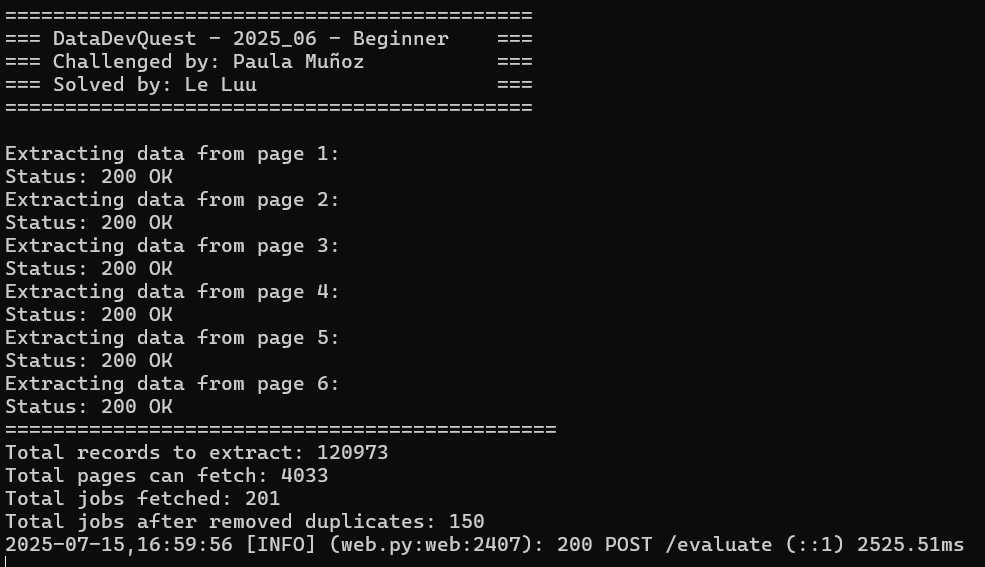 ============================================
=== DataDevQuest - 2025_06 - Beginner    ===
=== Challenged by: Paula Muñoz           ===
=== Solved by: Le Luu                    ===
============================================
Extracting data from page 1:
Status: 200 OK
Extracting data from page 2:
Status: 200 OK
Extracting data from page 3:
Status: 200 OK
Extracting data from page 4:
Status: 200 OK
Extracting data from page 5:
Status: 200 OK
Extracting data from page 6:
Status: 200 OK
==============================================
Total records to extract: 120973
Total pages can fetch: 4033
Total jobs fetched: 201
Total jobs after removed duplicates: 150
2025-07-15,16:59:56 [INFO] (web.py:web:2407): 200 POST /evaluate (::1) 2525.51ms